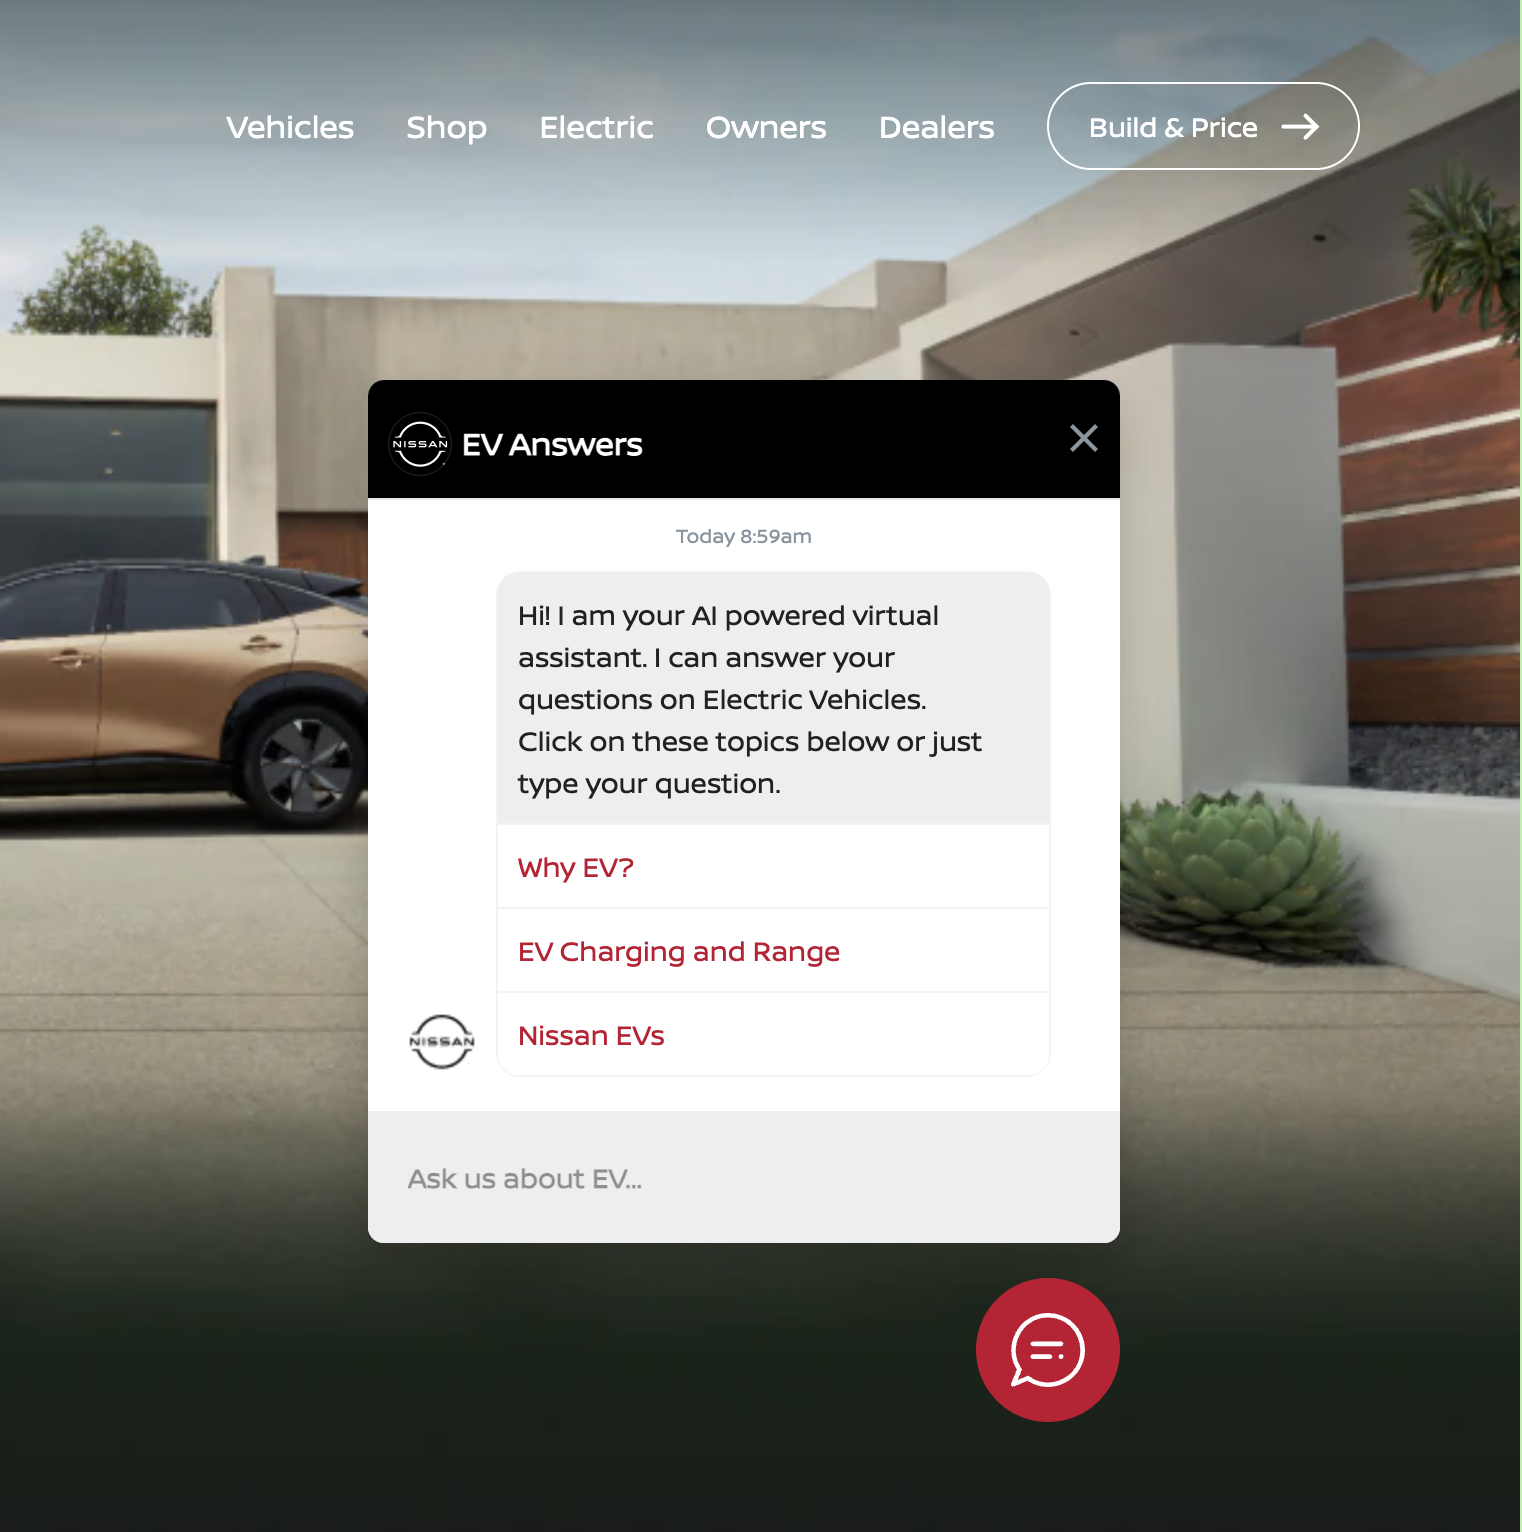 Vehicles Shop Electric Owners Dealers Build & Price
NISSAN EV Answers
Today 8:59am
Hi! I am your AI powered virtual
assistant. I can answer your
questions on Electric Vehicles.
Click on these topics below or just
type your question.
Why EV?
EV Charging and Range
Nissan EVs
NISSAN
Ask us about EV...